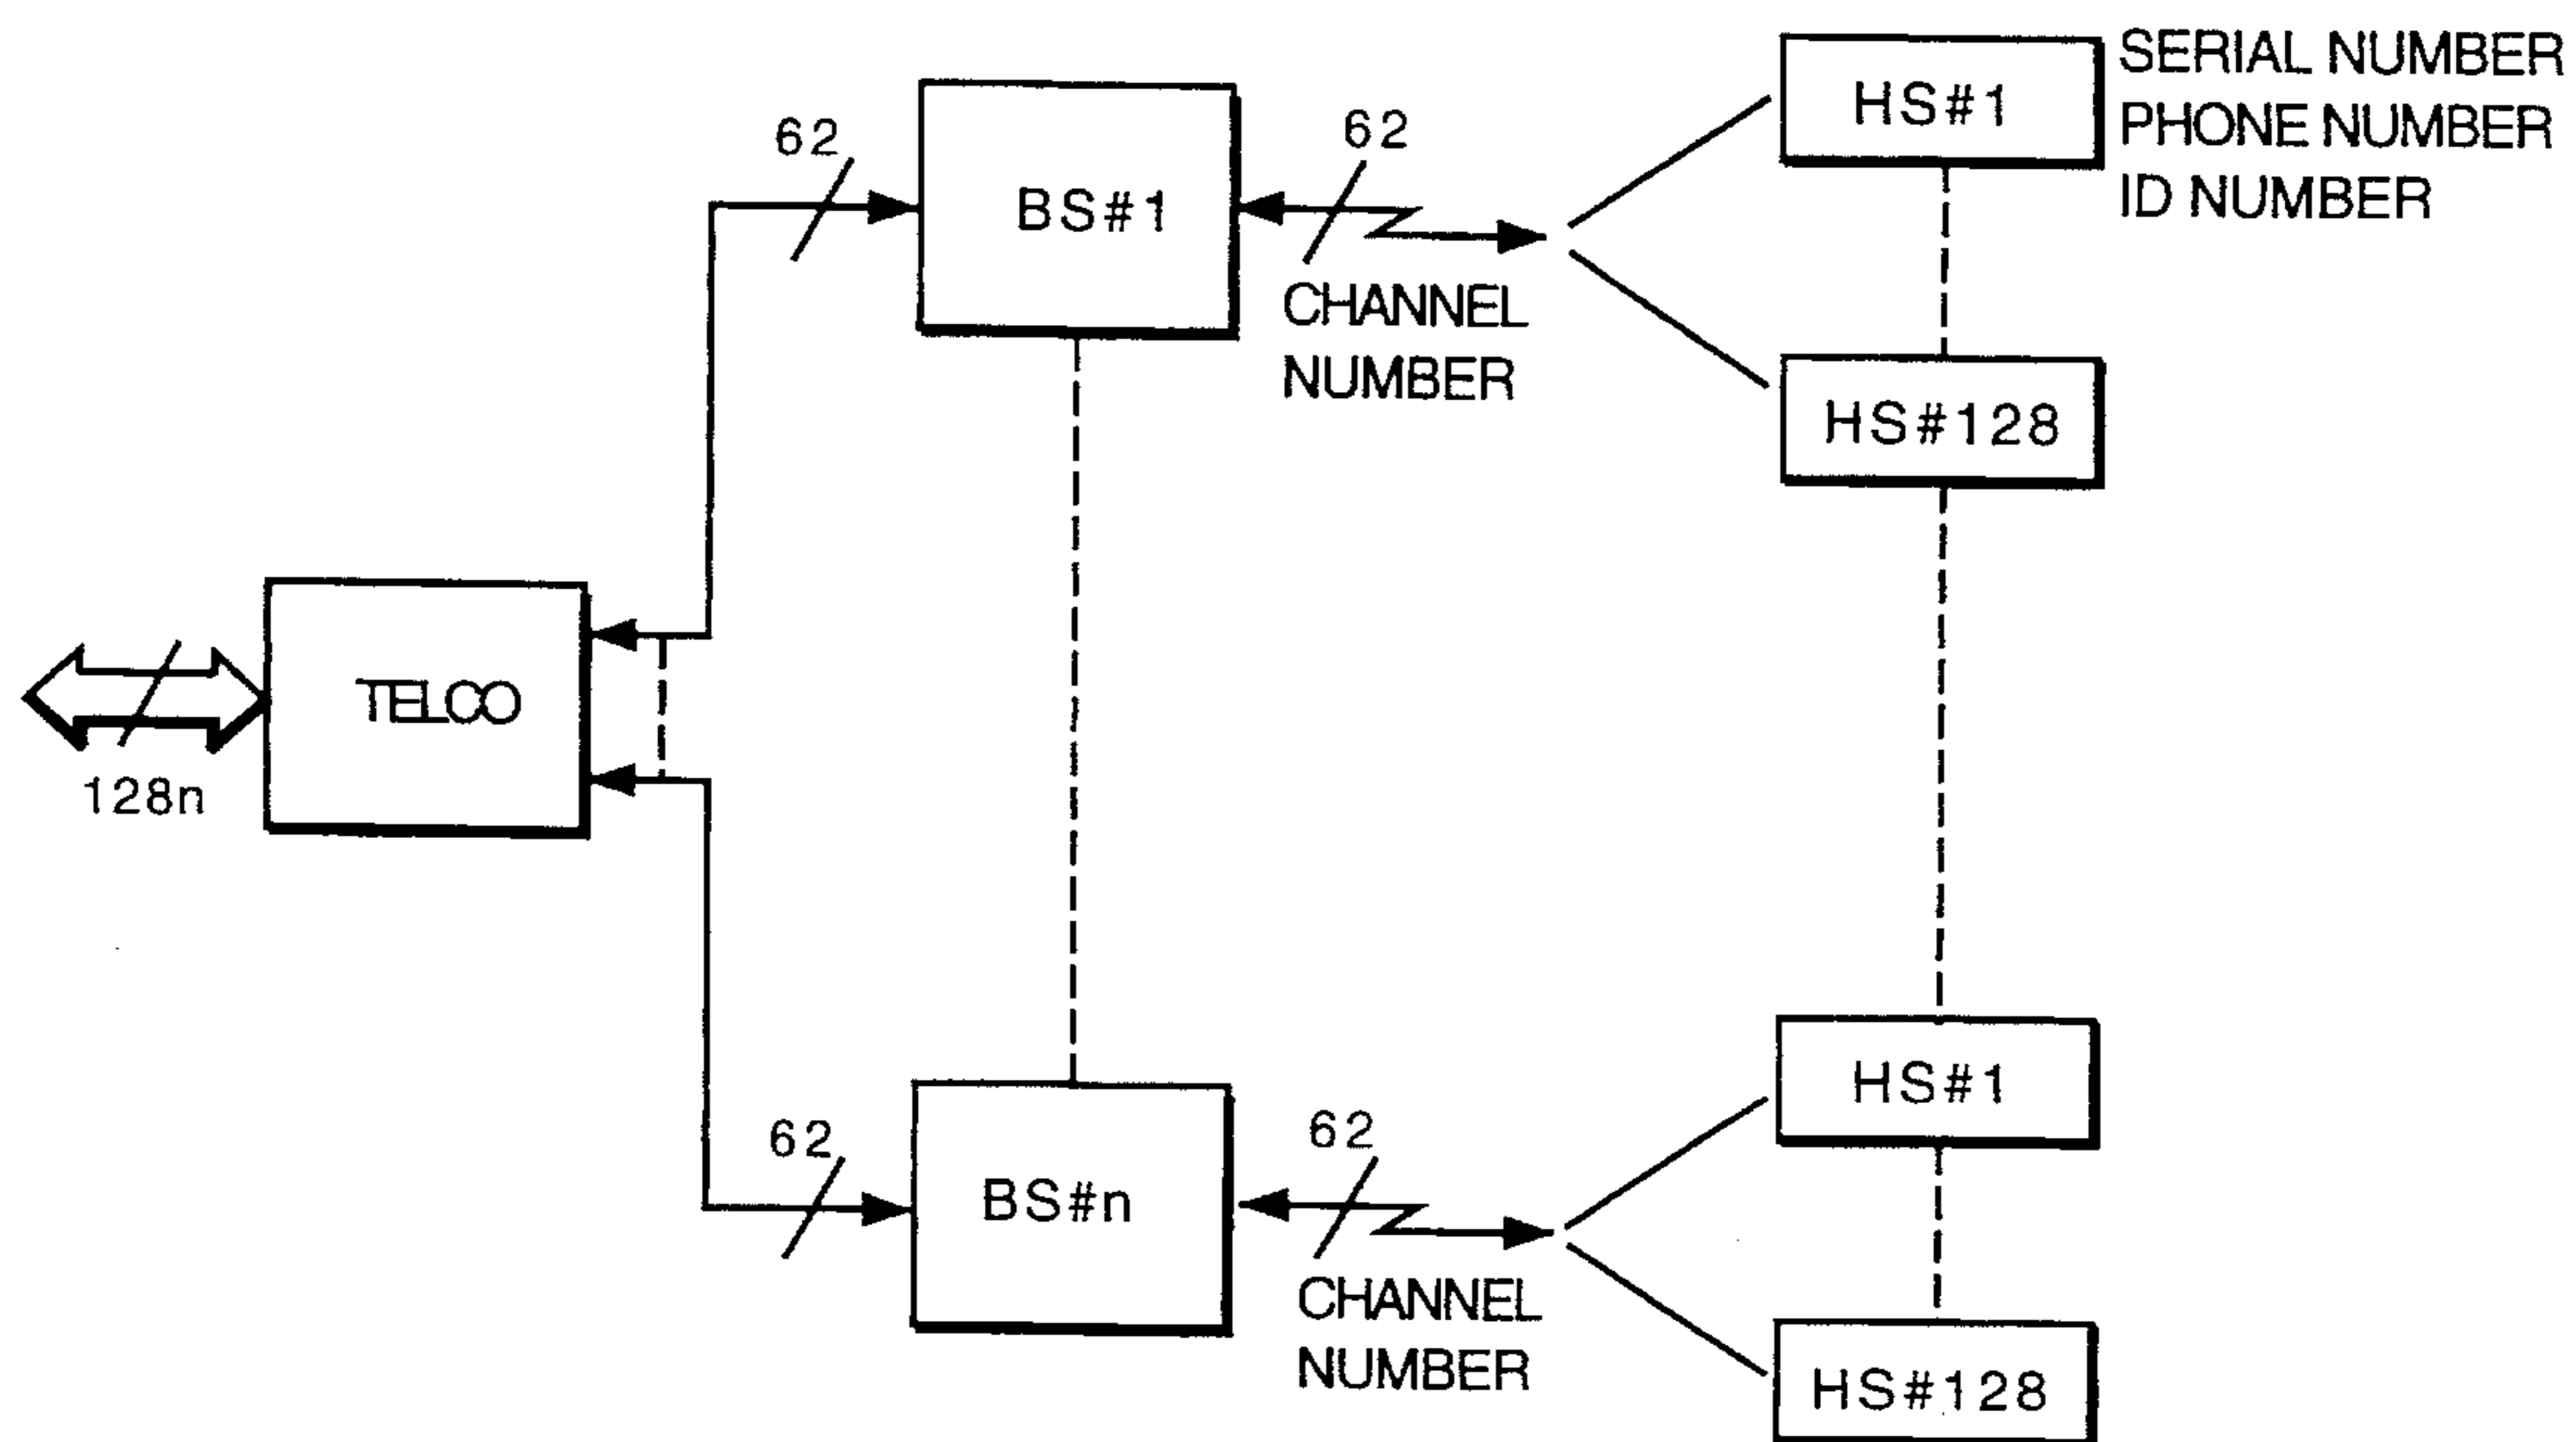 62
BS#1
62
CHANNEL
NUMBER
HS#1
SERIAL NUMBER
PHONE NUMBER
ID NUMBER
HS#128
TELCO
128n
62
BS#n
62
CHANNEL
NUMBER
HS#1
HS#128